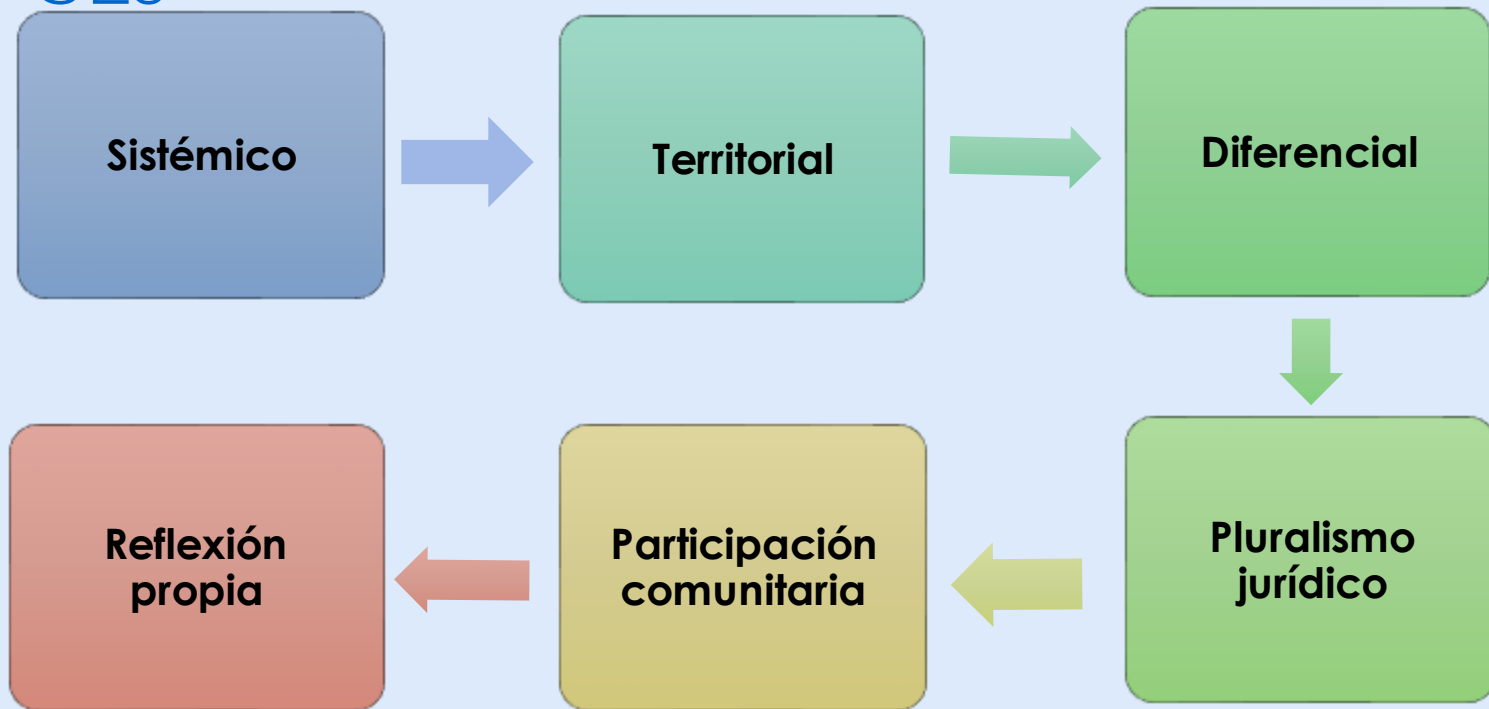 Sistémico
Territorial
Diferencial
Pluralismo
jurídico
Participación
comunitaria
Reflexión
propia